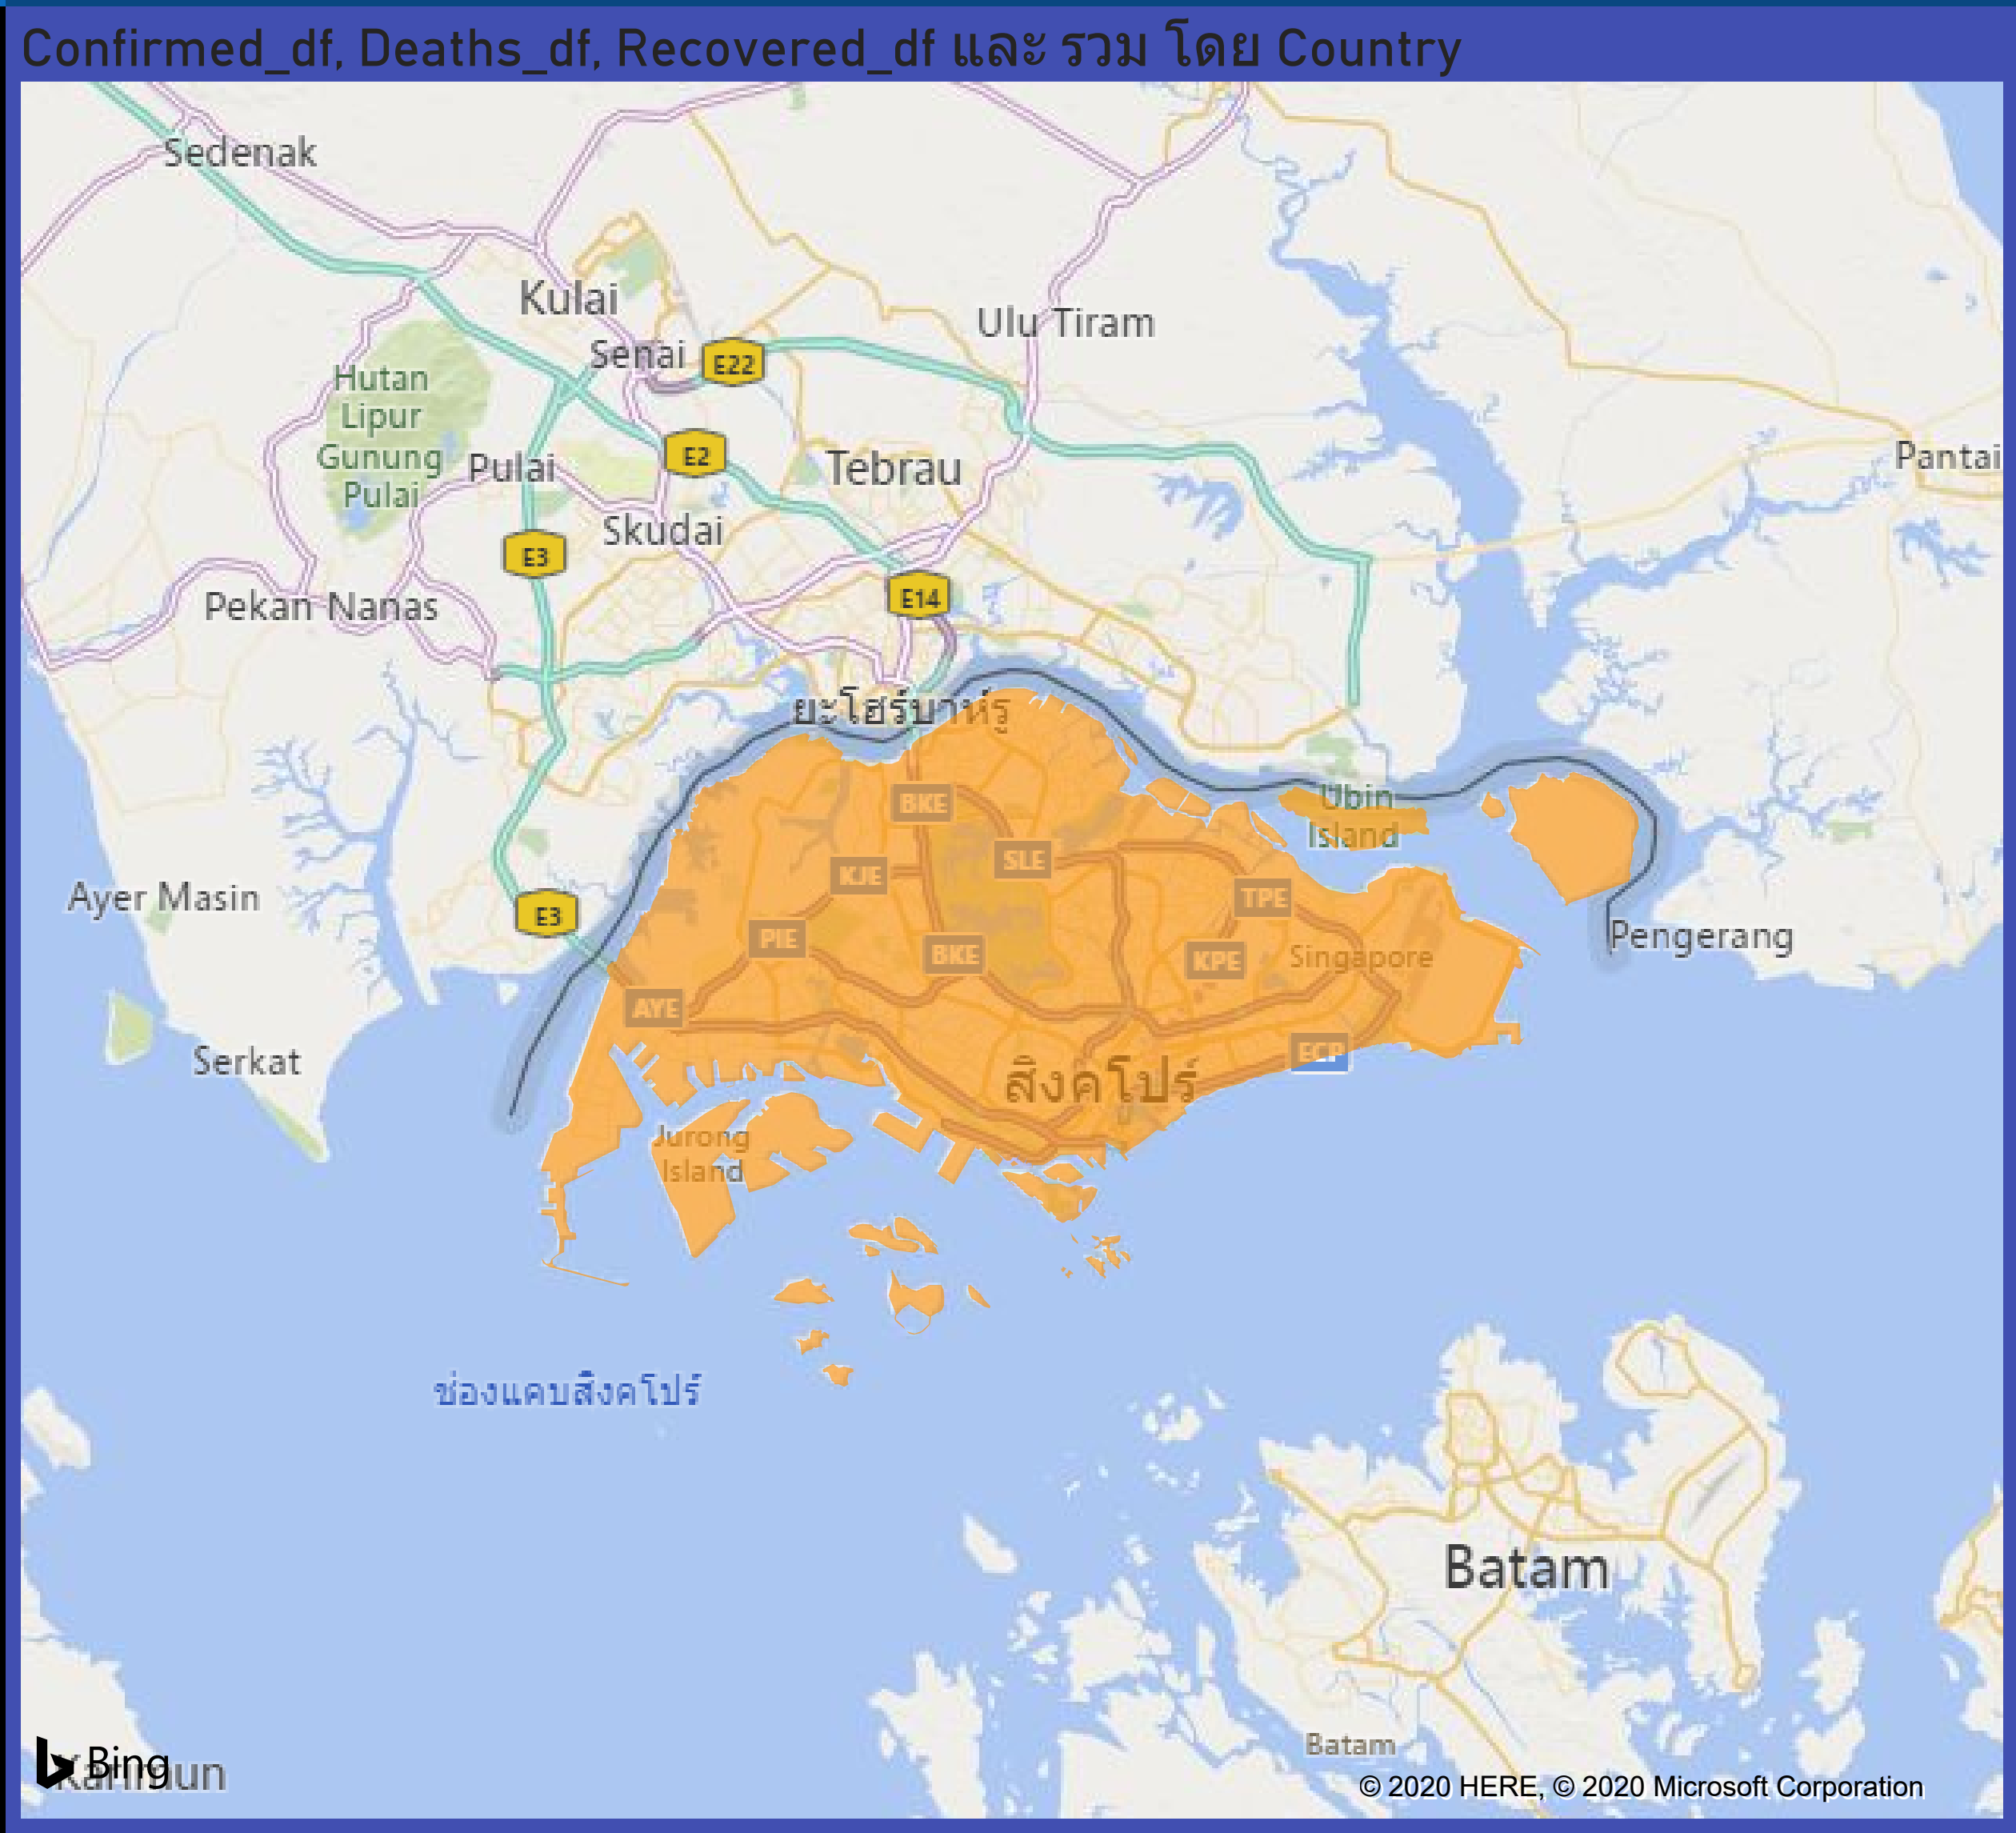 Confirmed_df, Deaths_df, Recovered_df และ รวม โดย Country
Sedenak
Kulai
Ulu Tiram
Senai
E22
Hutan
Lipur
Gunung
Pulai
Pulai
E2
Tebrau
Pantai
Skudai
E3
E14
Pekan Nanas
ยะโฮร์บาห์รู
BKE
Ubin
Island
SLE
KJE
TPE
Ayer Masin
E3
PIE
BKE
KPE
Singapore
Pengerang
AYE
Serkat
ECP
สิงคโปร์
Jurong
Island
ช่องแคบสิงคโปร์
Batam
Batam
Bing
Karimun
© 2020 HERE, © 2020 Microsoft Corporation